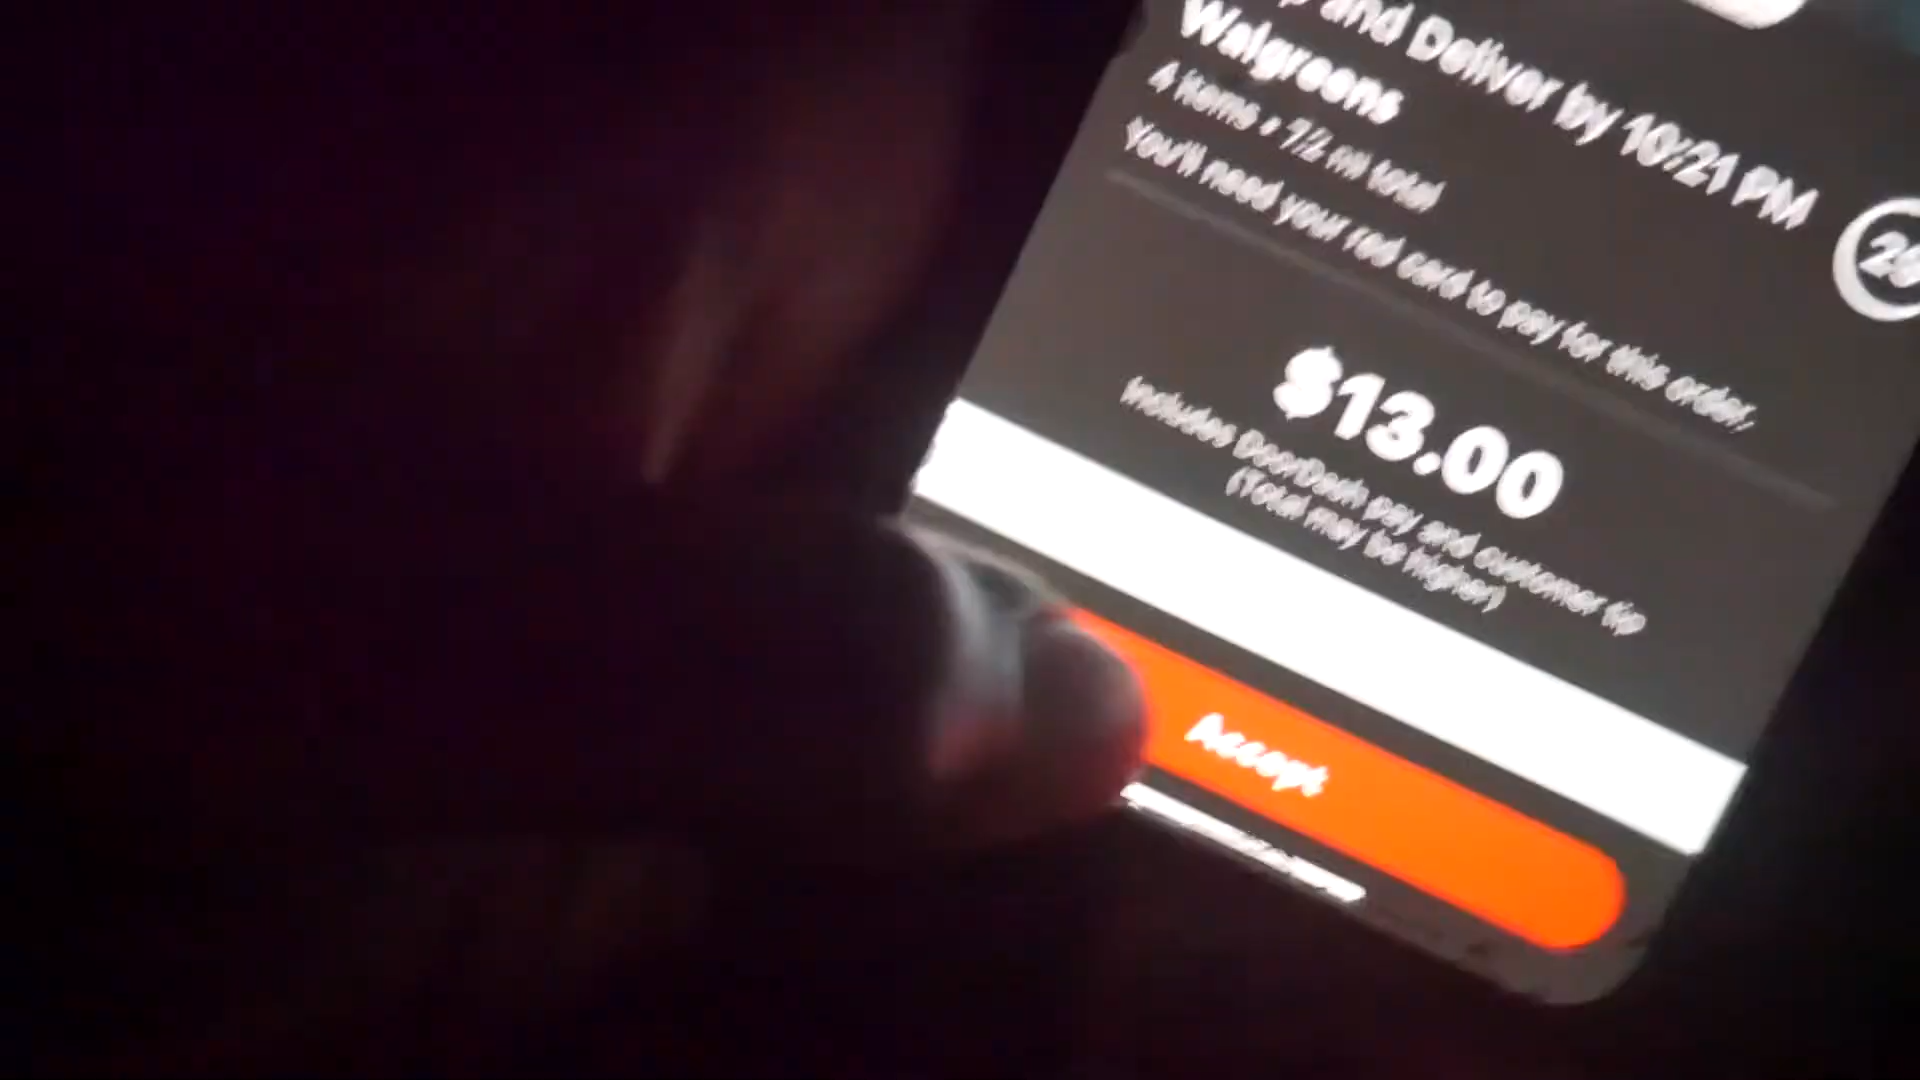 and Deliver by 10:21 PM
Walgreens
4 items • 7.2 mi total
You'll need your red card to pay for this order.
$13.00
Includes DoorDash pay and customer tip
(Total may be higher)
Accept